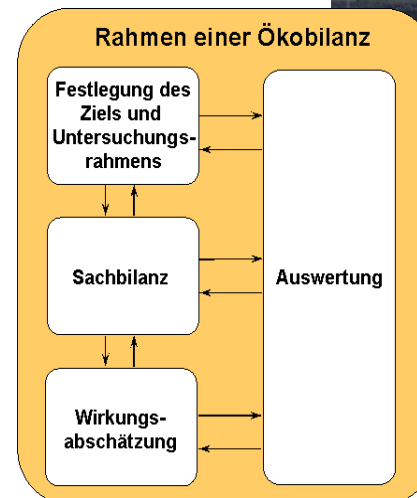 Rahmen einer Ökobilanz
Festlegung des
Ziels und
Untersuchungs-
rahmens
Sachbilanz
Auswertung
Wirkungs-
abschätzung